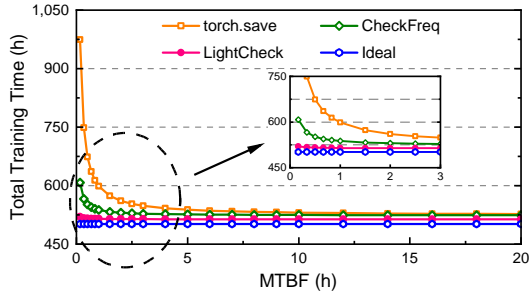 Total Training Time (h)
1,050
900
750
600
450
torch.save
CheckFreq
LightCheck
Ideal
750
600
450
0
1
2
3
0
5
10
15
20
MTBF (h)